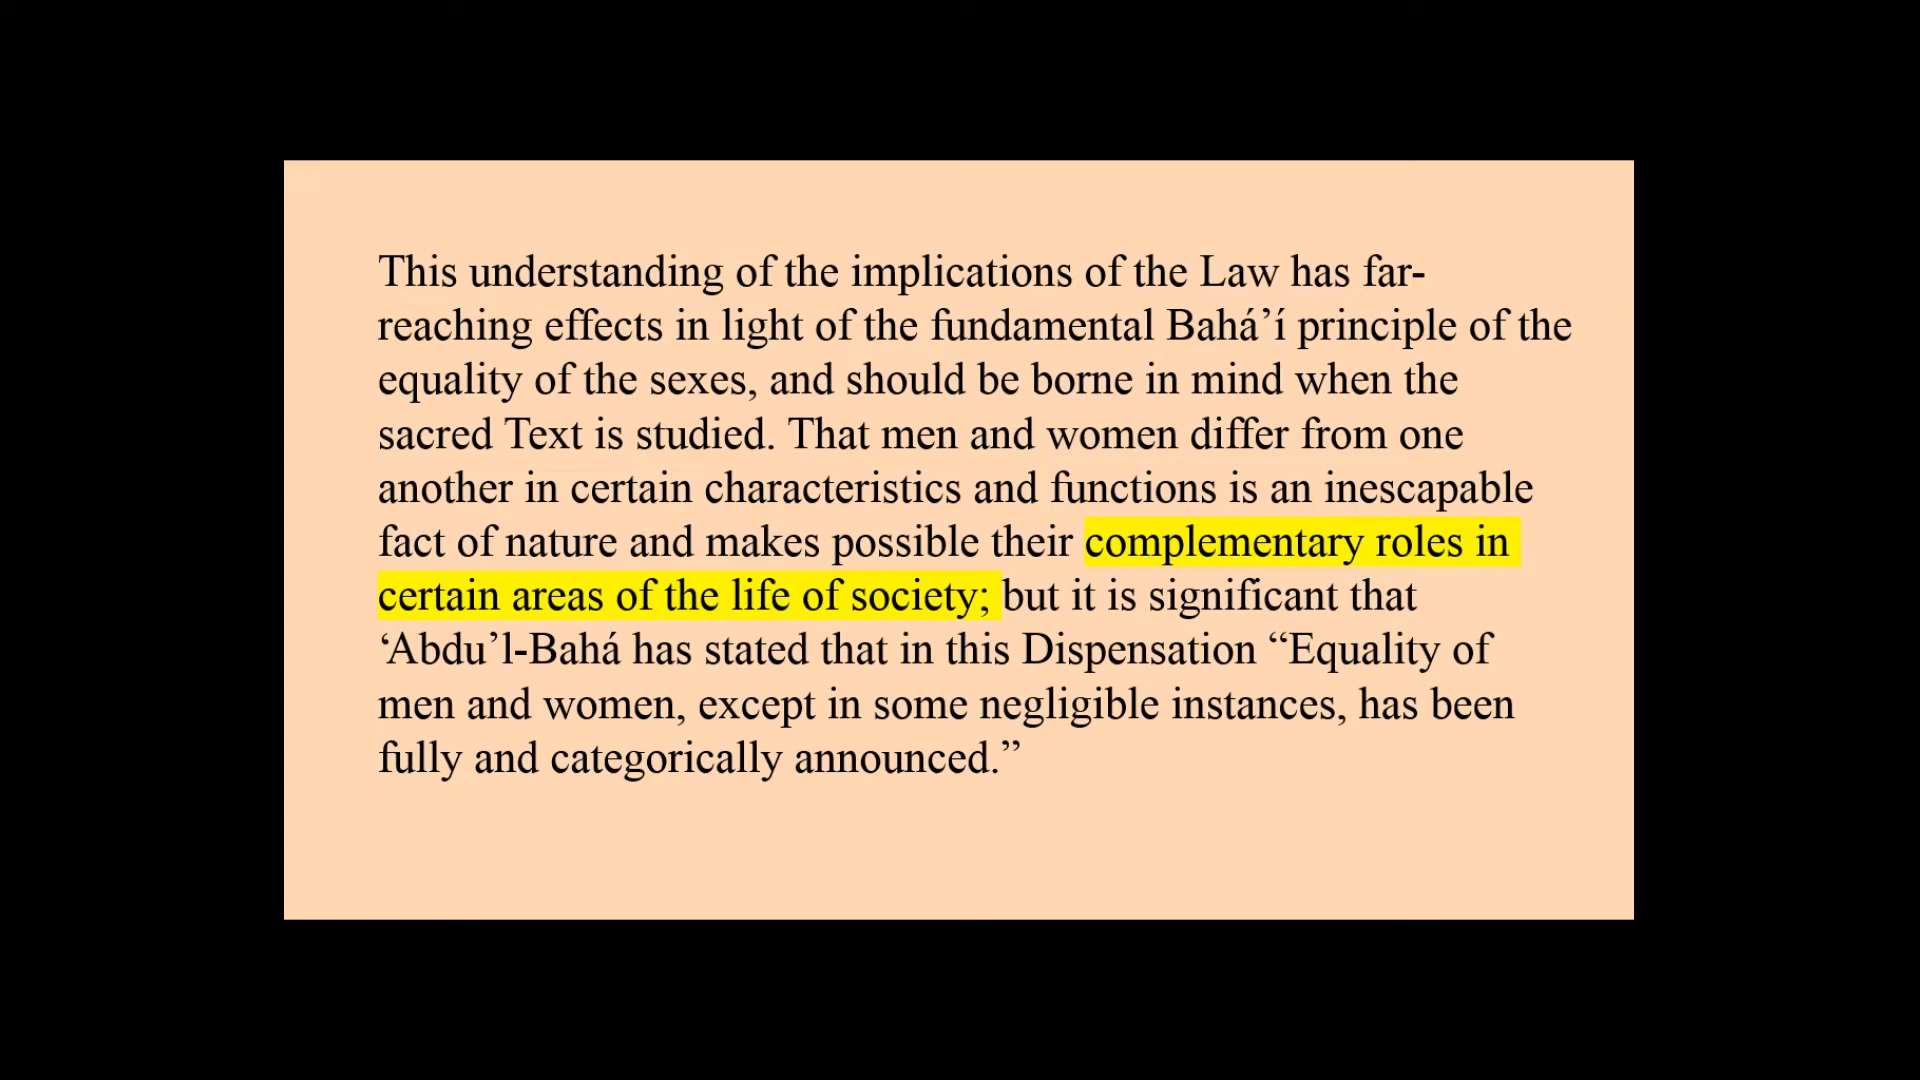 This understanding of the implications of the Law has far-
reaching effects in light of the fundamental Bahá’í principle of the
equality of the sexes, and should be borne in mind when the
sacred Text is studied. That men and women differ from one
another in certain characteristics and functions is an inescapable
fact of nature and makes possible their complementary roles in
certain areas of the life of society; but it is significant that
‘Abdu’l-Bahá has stated that in this Dispensation “Equality of
men and women, except in some negligible instances, has been
fully and categorically announced.”